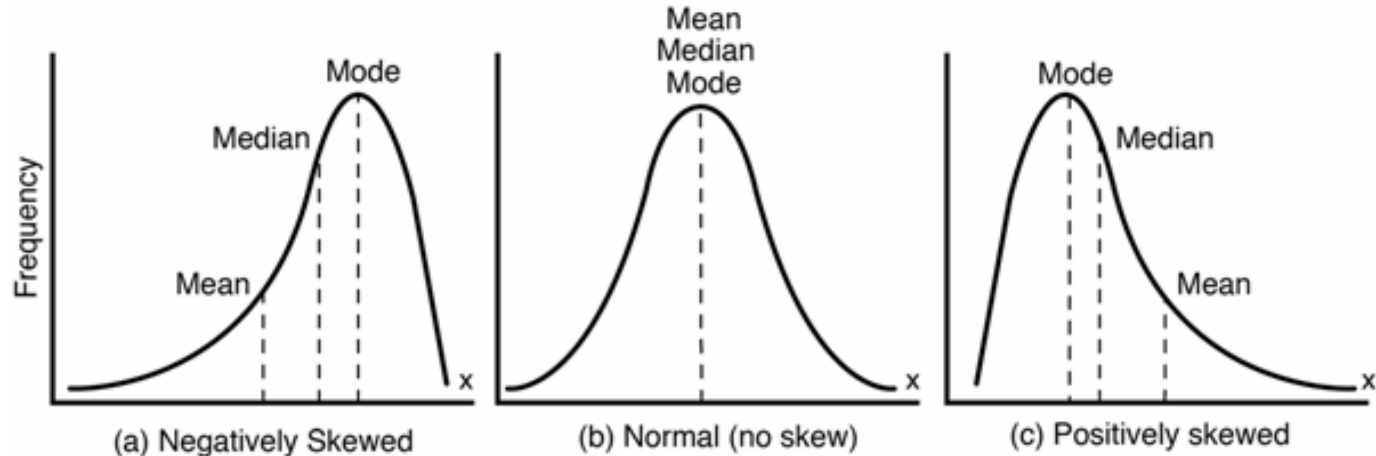 Frequency
Mode
Median
Mean
x
(a) Negatively Skewed
Mean
Median
Mode
x
(b) Normal (no skew)
Mode
Median
Mean
x
(c) Positively skewed